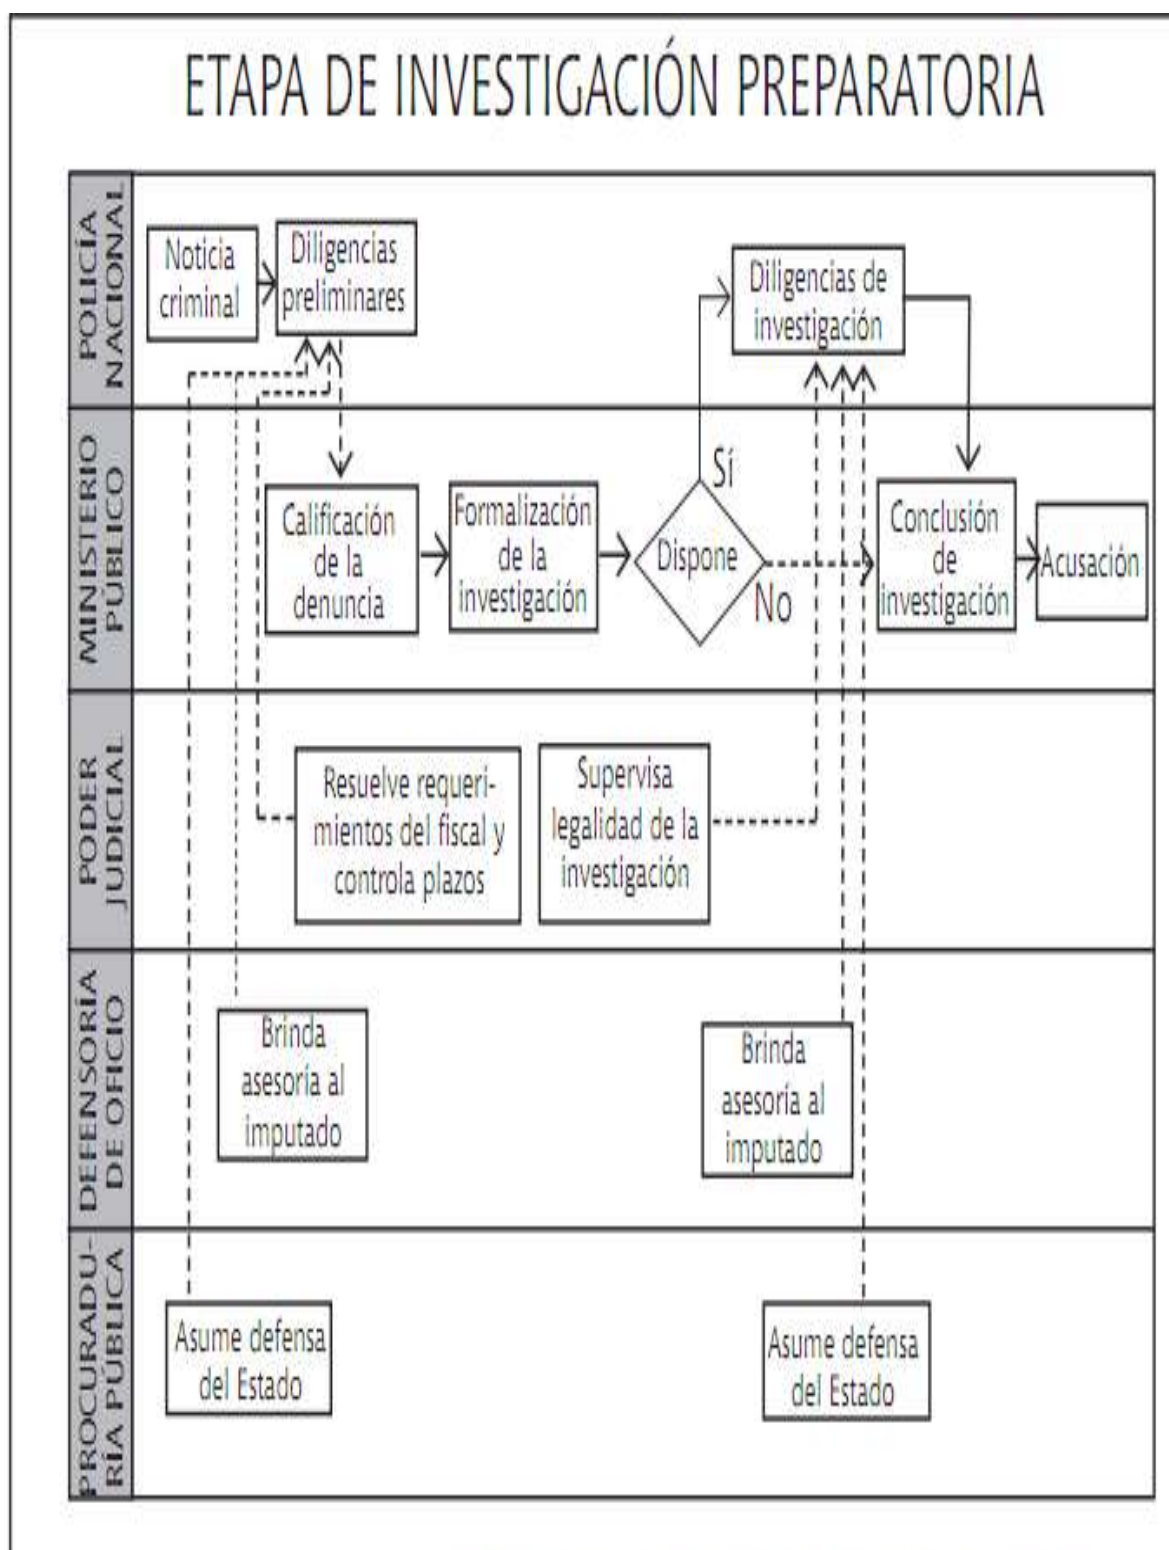 ETAPA DE INVESTIGACIÓN PREPARATORIA
POLICÍA
NACIONAL
Noticia
criminal
Diligencias
preliminares
Diligencias de
investigación
MINISTERIO
PÚBLICO
Calificación
de la
denuncia
Formalización
de la
investigación
Dispone
Sí
No
Conclusión
de
investigación
Acusación
PODER
JUDICIAL
Resuelve requeri-
mientos del fiscal y
controla plazos
Supervisa
legalidad de la
investigación
DEFENSORÍA
DE OFICIO
Brinda
asesoría al
imputado
Brinda
asesoría al
imputado
PROCURADU-
RÍA PÚBLICA
Asume defensa
del Estado
Asume defensa
del Estado